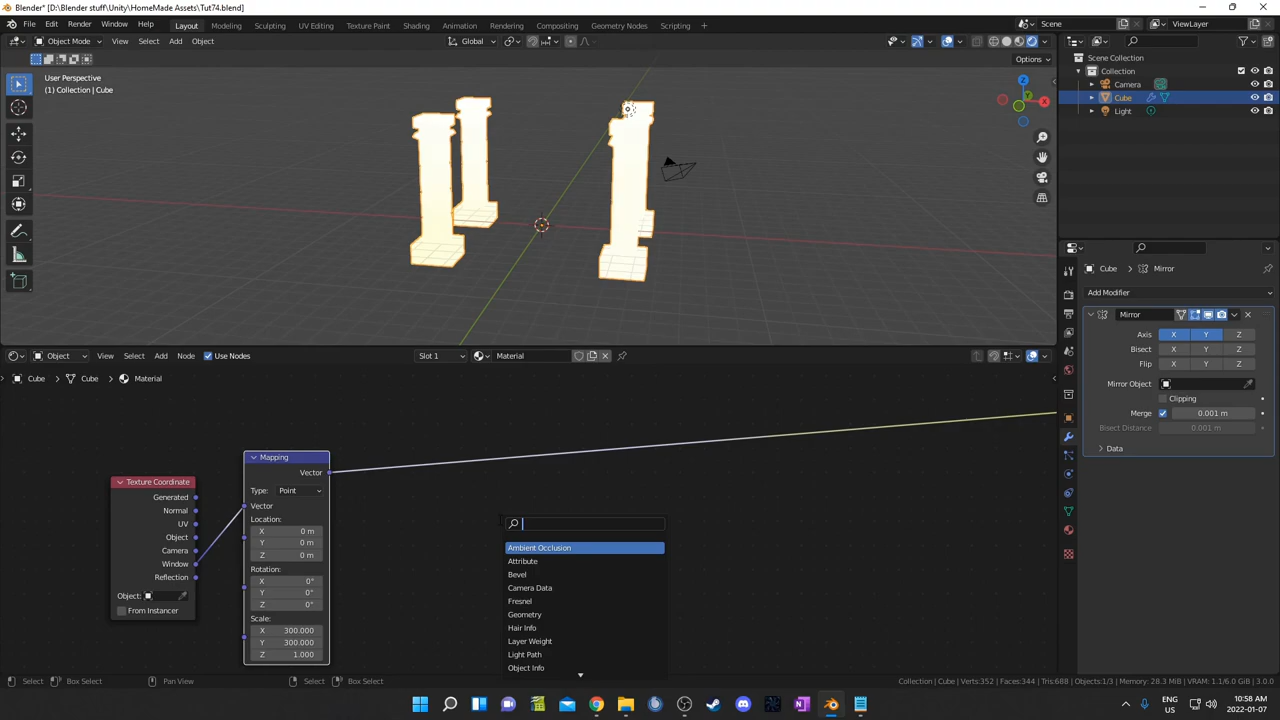 Blender* [D:\Blender stuff\Unity\HomeMade Assets\Tut74.blend]
File Edit Render Window Help Layout Modeling Sculpting UV Editing Texture Paint Shading Animation Rendering Compositing Geometry Nodes Scripting + Scene ViewLayer
Object Mode View Select Add Object Global
Options
User Perspective
(1) Collection | Cube
X
Y
Z
Scene Collection
Collection
Camera
Cube
Light
Cube Mirror
Add Modifier
Mirror
Axis X Y Z
Bisect X Y Z
Flip X Y Z
Mirror Object
Clipping
Merge 0.001 m
Bisect Distance 0.001 m
Data
Object View Select Add Node Use Nodes Slot 1 Material
Cube Cube Material
Texture Coordinate
Generated
Normal
UV
Object
Camera
Window
Reflection
Object:
From Instancer
Mapping
Vector
Type: Point
Vector
Location:
X 0 m
Y 0 m
Z 0 m
Rotation:
X 0°
Y 0°
Z 0°
Scale:
X 300.000
Y 300.000
Z 1.000
Ambient Occlusion
Attribute
Bevel
Camera Data
Fresnel
Geometry
Hair Info
Layer Weight
Light Path
Object Info
Select Box Select Pan View Select Box Select Collection | Cube Verts:352 Faces:344 Tris:688 Objects:1/3 Memory: 28.3 MiB VRAM: 1.1/6.0 GiB 3.0.0
ENG
US
10:58 AM
2022-01-07